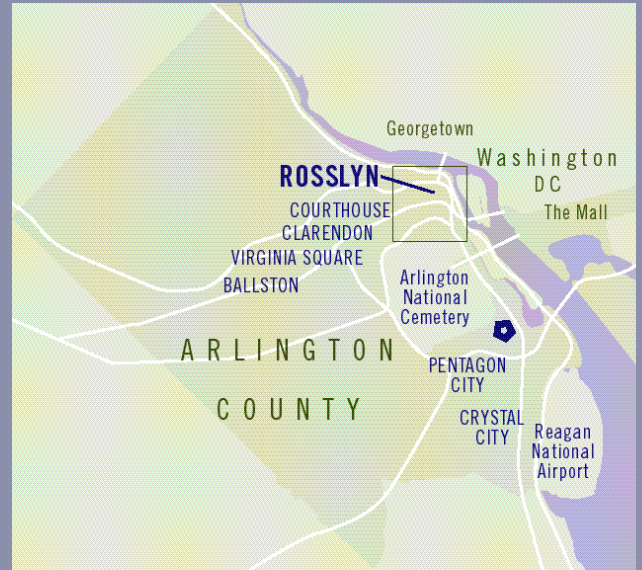 Georgetown
Washington
DC
The Mall
ROSSLYN
COURTHOUSE
CLARENDON
VIRGINIA SQUARE
BALLSTON
Arlington
National
Cemetery
ARLINGTON
COUNTY
PENTAGON
CITY
CRYSTAL
CITY
Reagan
National
Airport